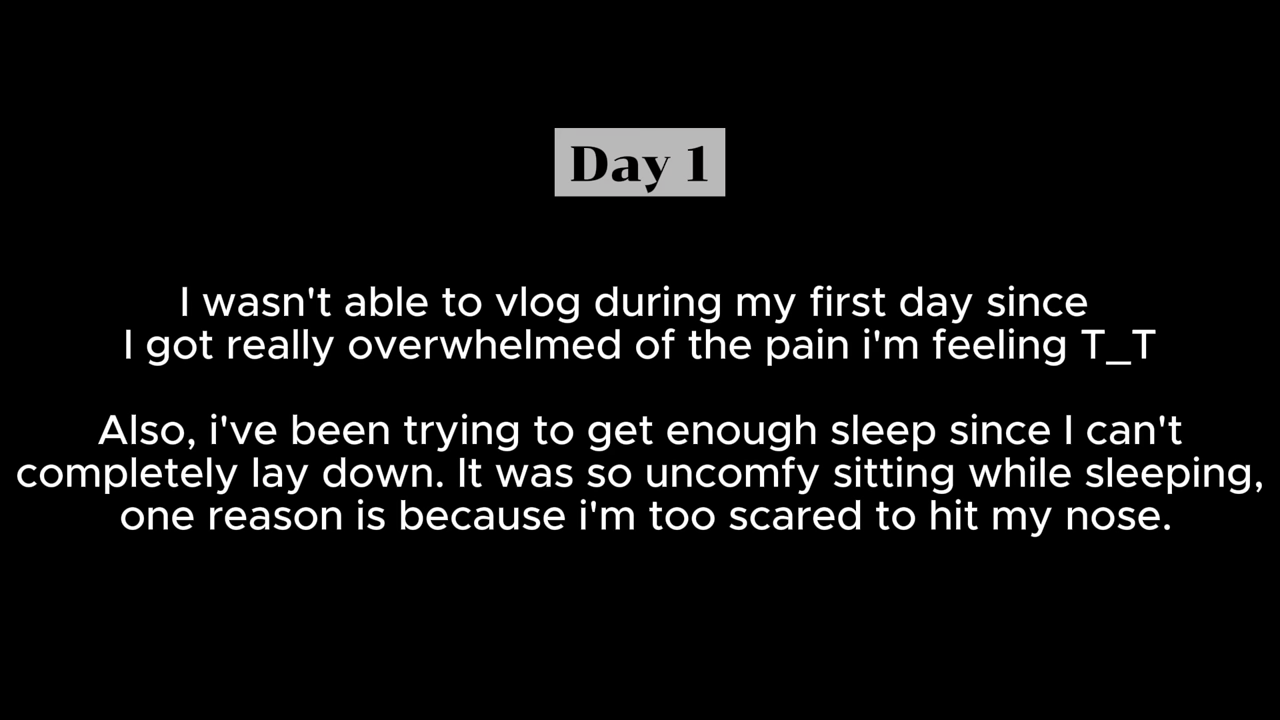 Day 1
I wasn't able to vlog during my first day since
I got really overwhelmed of the pain i'm feeling T_T
Also, i've been trying to get enough sleep since I can't
completely lay down. It was so uncomfy sitting while sleeping,
one reason is because i'm too scared to hit my nose.